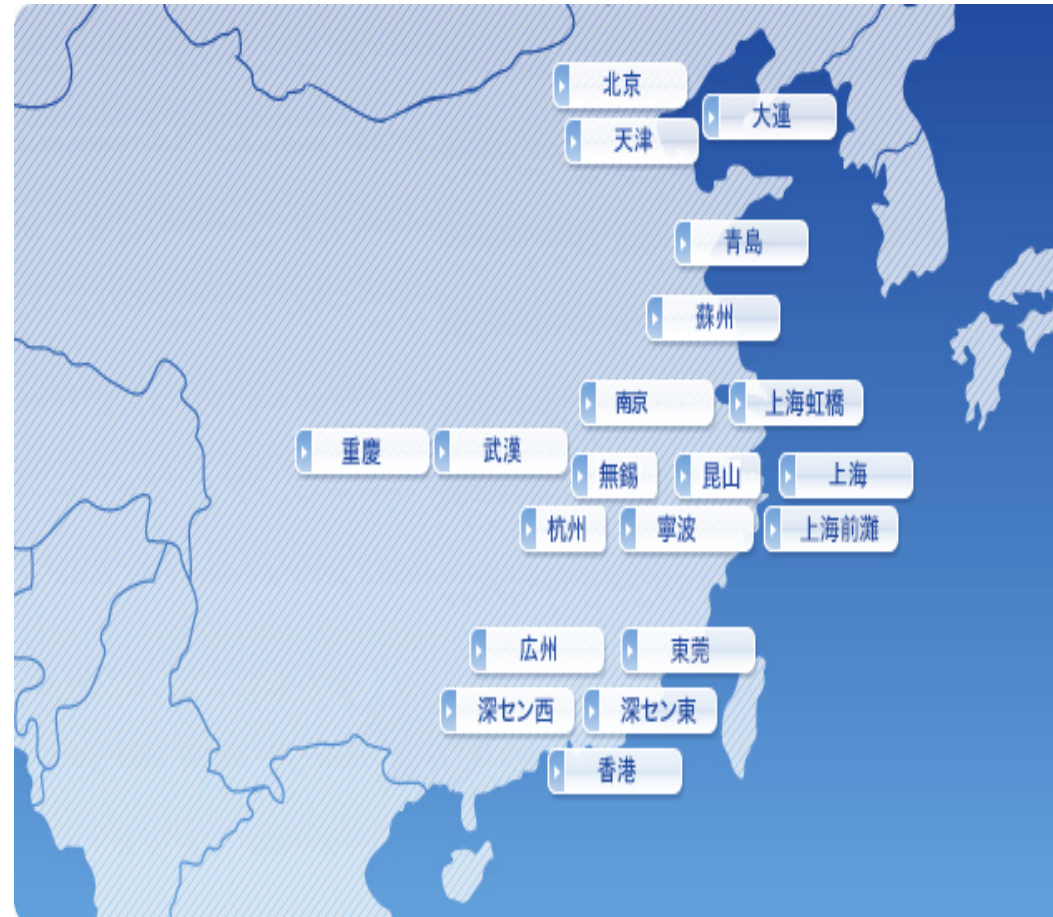 北京
大連
天津
青島
蘇州
南京
上海虹橋
重慶
武漢
無錫
昆山
上海
杭州
寧波
上海前灘
広州
東莞
深セン西
深セン東
香港